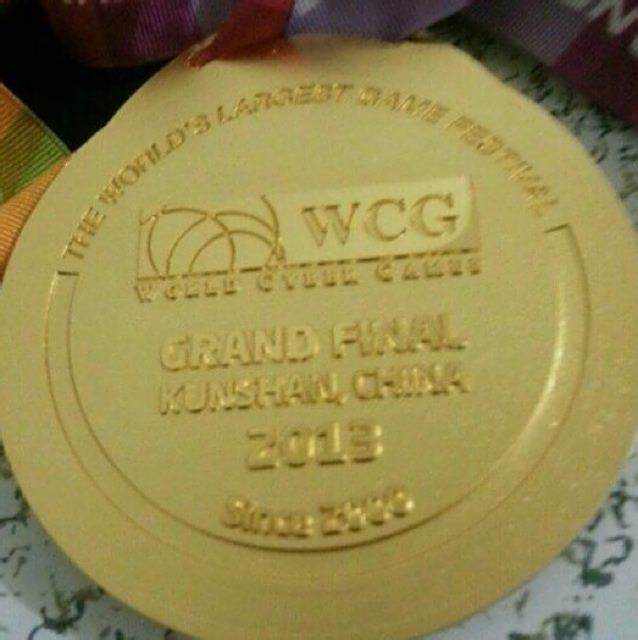 THE WORLD'S LARGEST GAME FESTIVAL
WCG
WORLD CYBER GAMES
GRAND FINAL
KUNSHAN, CHINA
2013
Since 2000